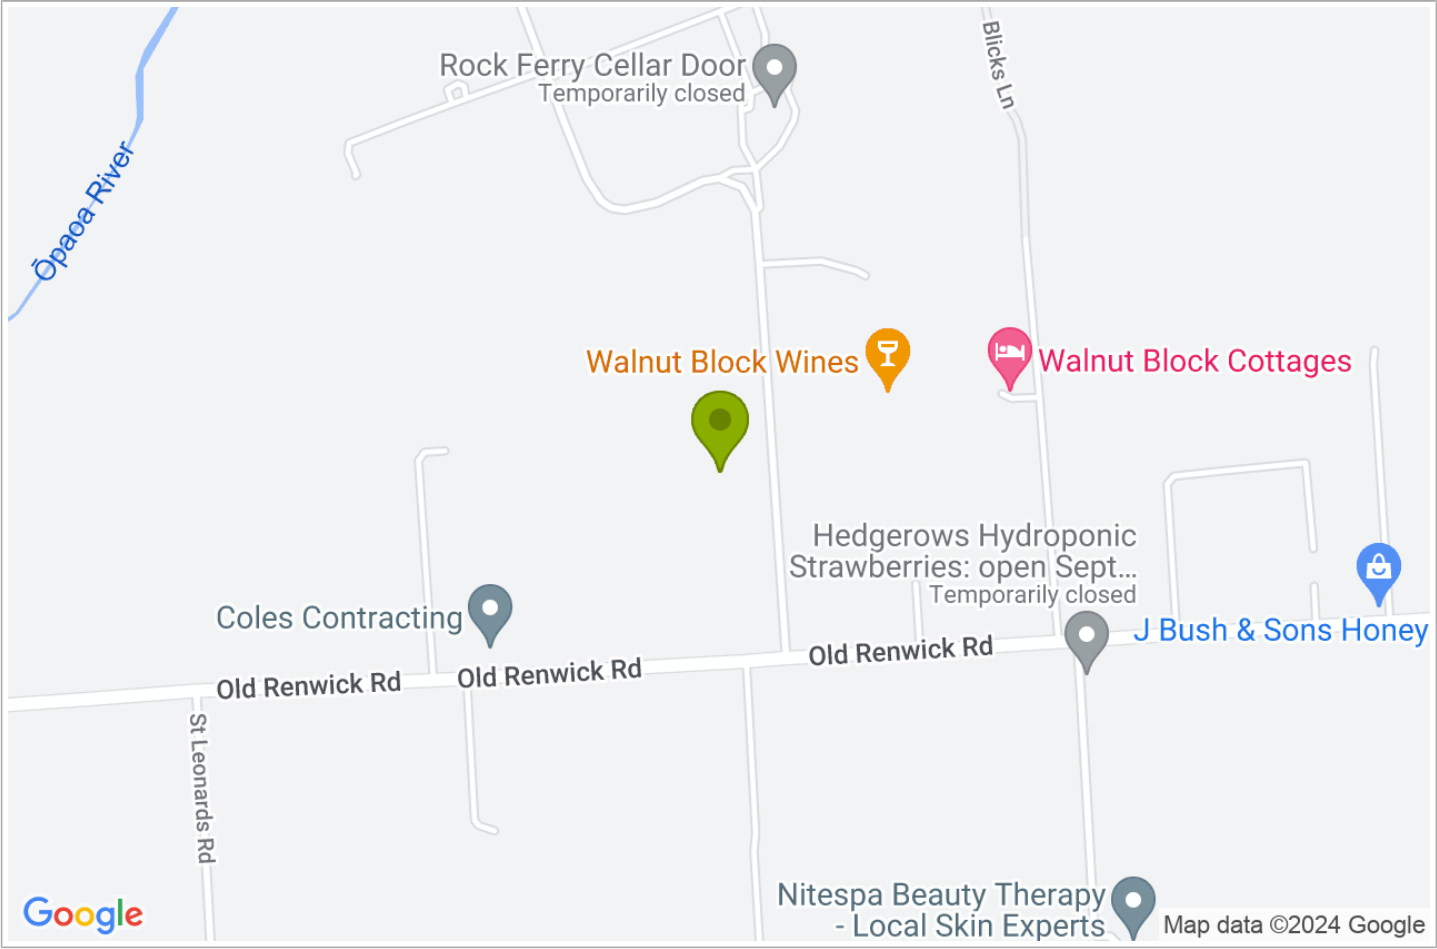 Rock Ferry Cellar Door
Temporarily closed
Blicks Ln
Ōpaoa River
Walnut Block Wines
Walnut Block Cottages
Hedgerows Hydroponic
Strawberries: open Sept...
Temporarily closed
Coles Contracting
J Bush & Sons Honey
Old Renwick Rd
Old Renwick Rd
Old Renwick Rd
St Leonards Rd
Nitespa Beauty Therapy
- Local Skin Experts
Google
Map data ©2024 Google